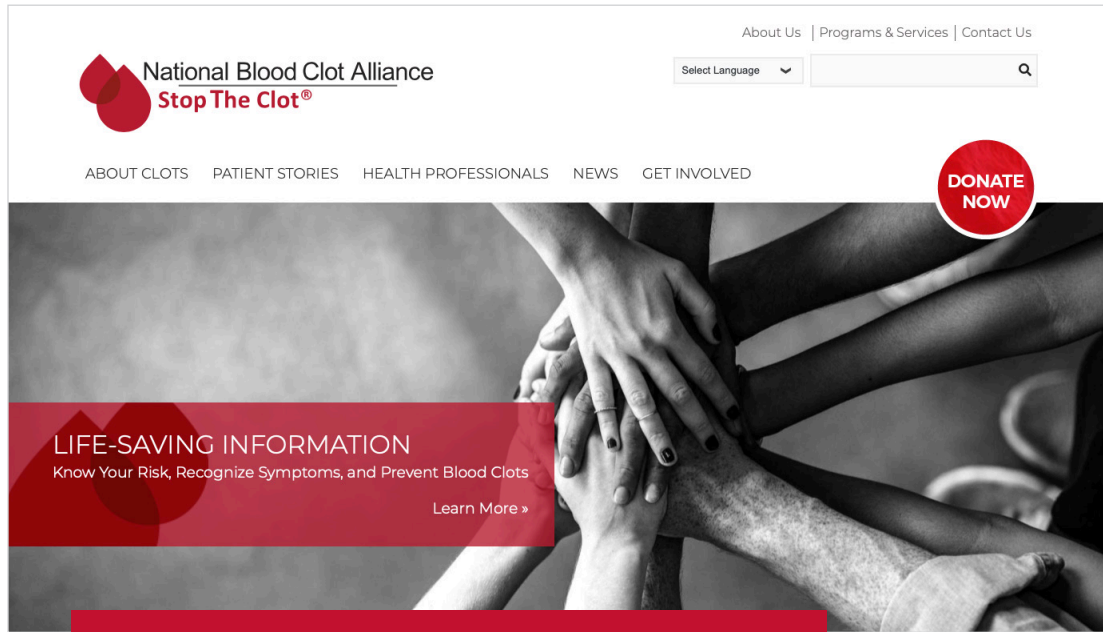 About Us | Programs & Services | Contact Us
National Blood Clot Alliance
Stop The Clot®
Select Language
ABOUT CLOTS PATIENT STORIES HEALTH PROFESSIONALS NEWS GET INVOLVED
DONATE
NOW
LIFE-SAVING INFORMATION
Know Your Risk, Recognize Symptoms, and Prevent Blood Clots
Learn More »